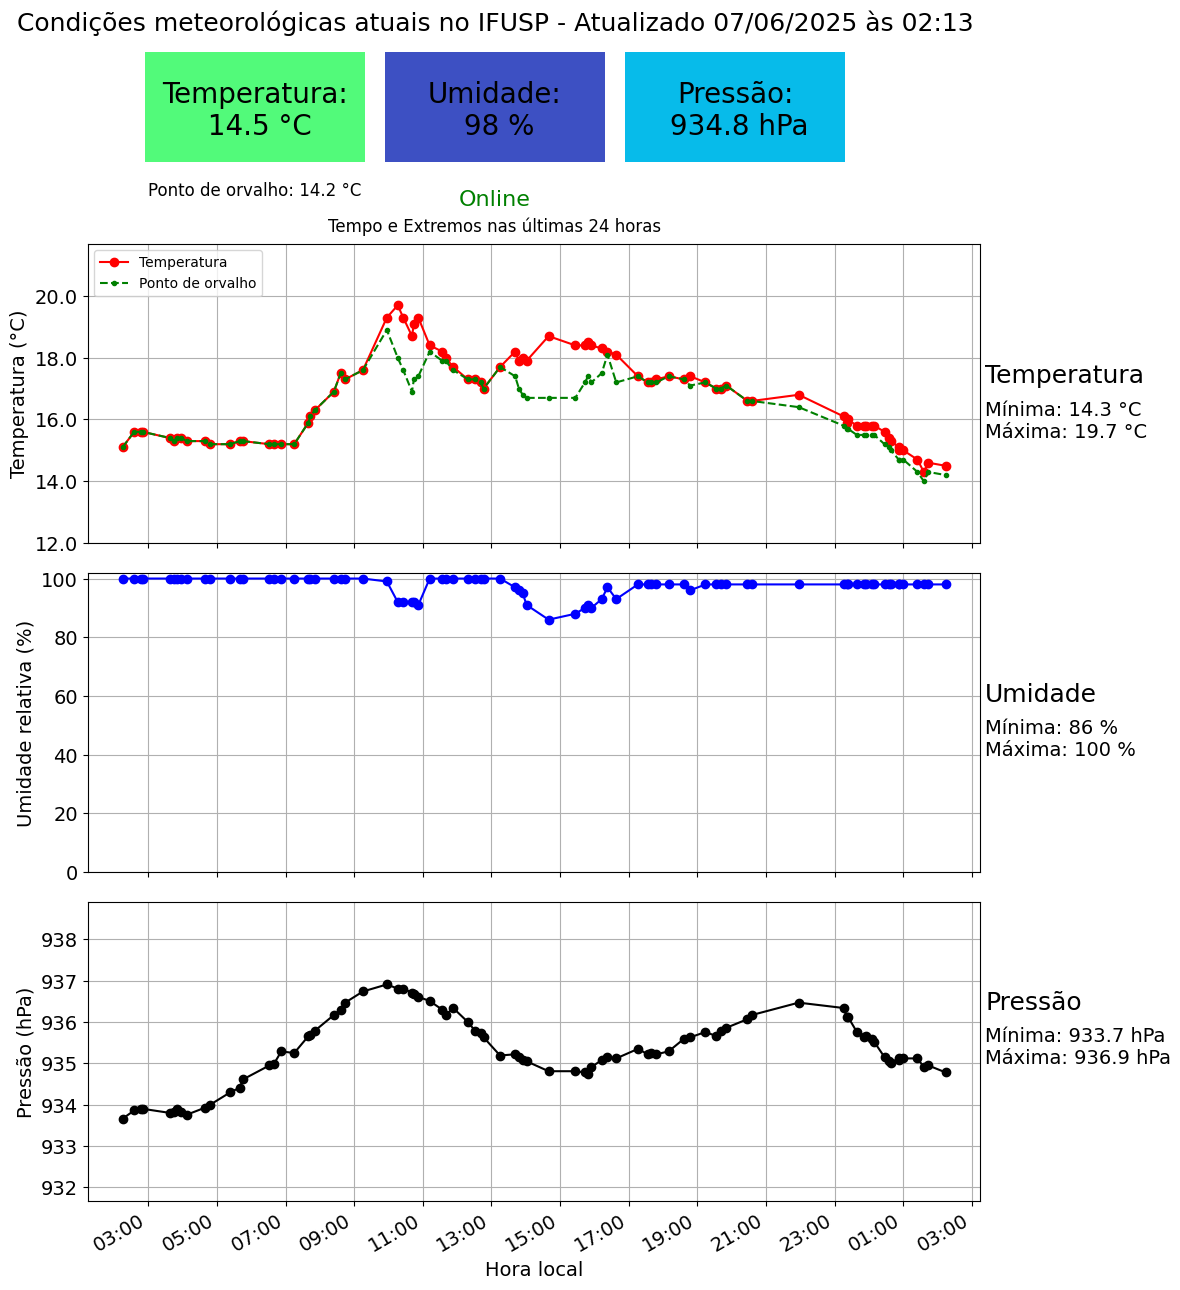 Condições meteorológicas atuais no IFUSP - Atualizado 07/06/2025 às 02:13
Temperatura:
14.5 °C
Umidade:
98 %
Pressão:
934.8 hPa
Ponto de orvalho: 14.2 °C
Online
Tempo e Extremos nas últimas 24 horas
Temperatura
Ponto de orvalho
Temperatura (°C)
20.0
18.0
16.0
14.0
12.0
Temperatura
Mínima: 14.3 °C
Máxima: 19.7 °C
Umidade relativa (%)
100
80
60
40
20
0
Umidade
Mínima: 86 %
Máxima: 100 %
Pressão (hPa)
938
937
936
935
934
933
932
Pressão
Mínima: 933.7 hPa
Máxima: 936.9 hPa
03:00 05:00 07:00 09:00 11:00 13:00 15:00 17:00 19:00 21:00 23:00 01:00 03:00
Hora local